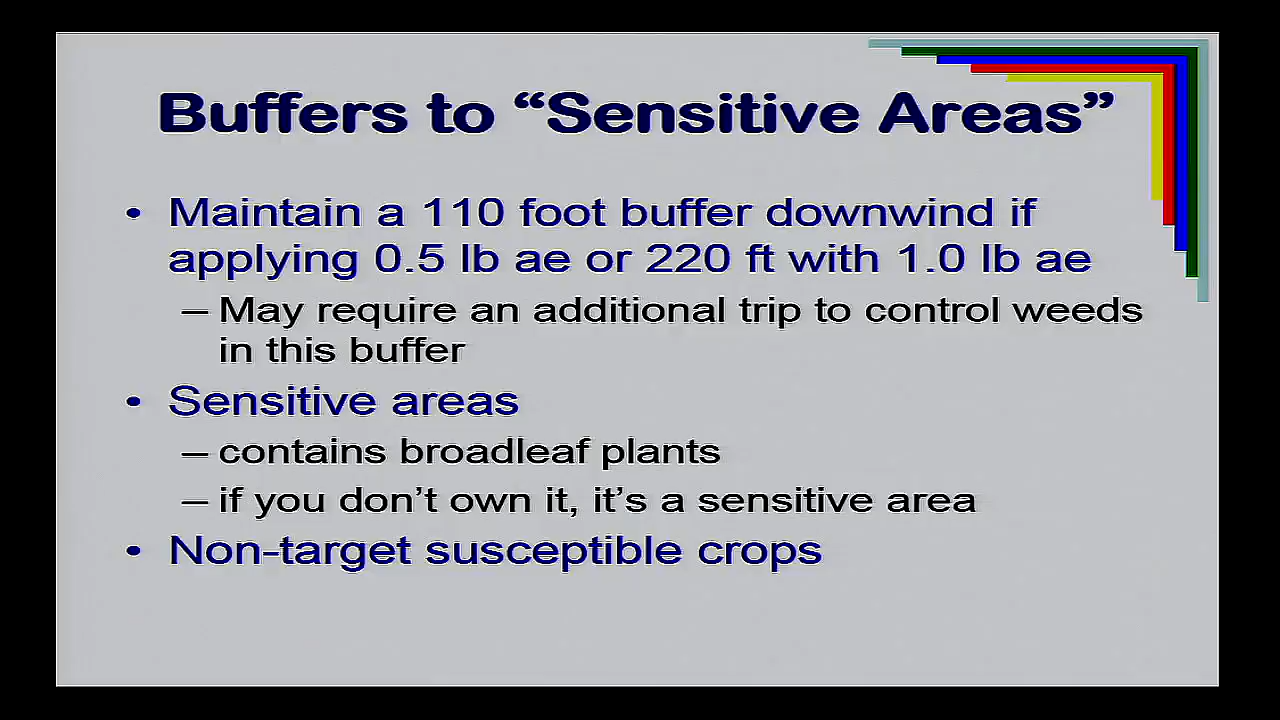 Buffers to “Sensitive Areas”
• Maintain a 110 foot buffer downwind if
applying 0.5 lb ae or 220 ft with 1.0 lb ae
– May require an additional trip to control weeds
in this buffer
• Sensitive areas
– contains broadleaf plants
– if you don’t own it, it’s a sensitive area
• Non-target susceptible crops